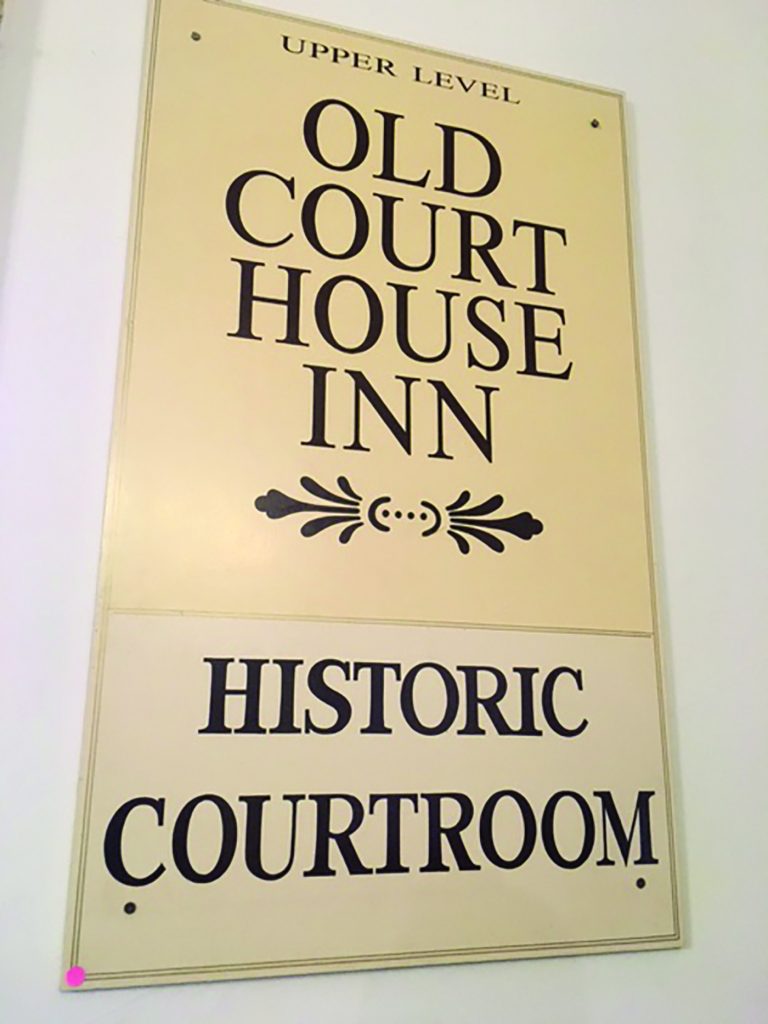 UPPER LEVEL
OLD
COURT
HOUSE
INN
HISTORIC
COURTROOM